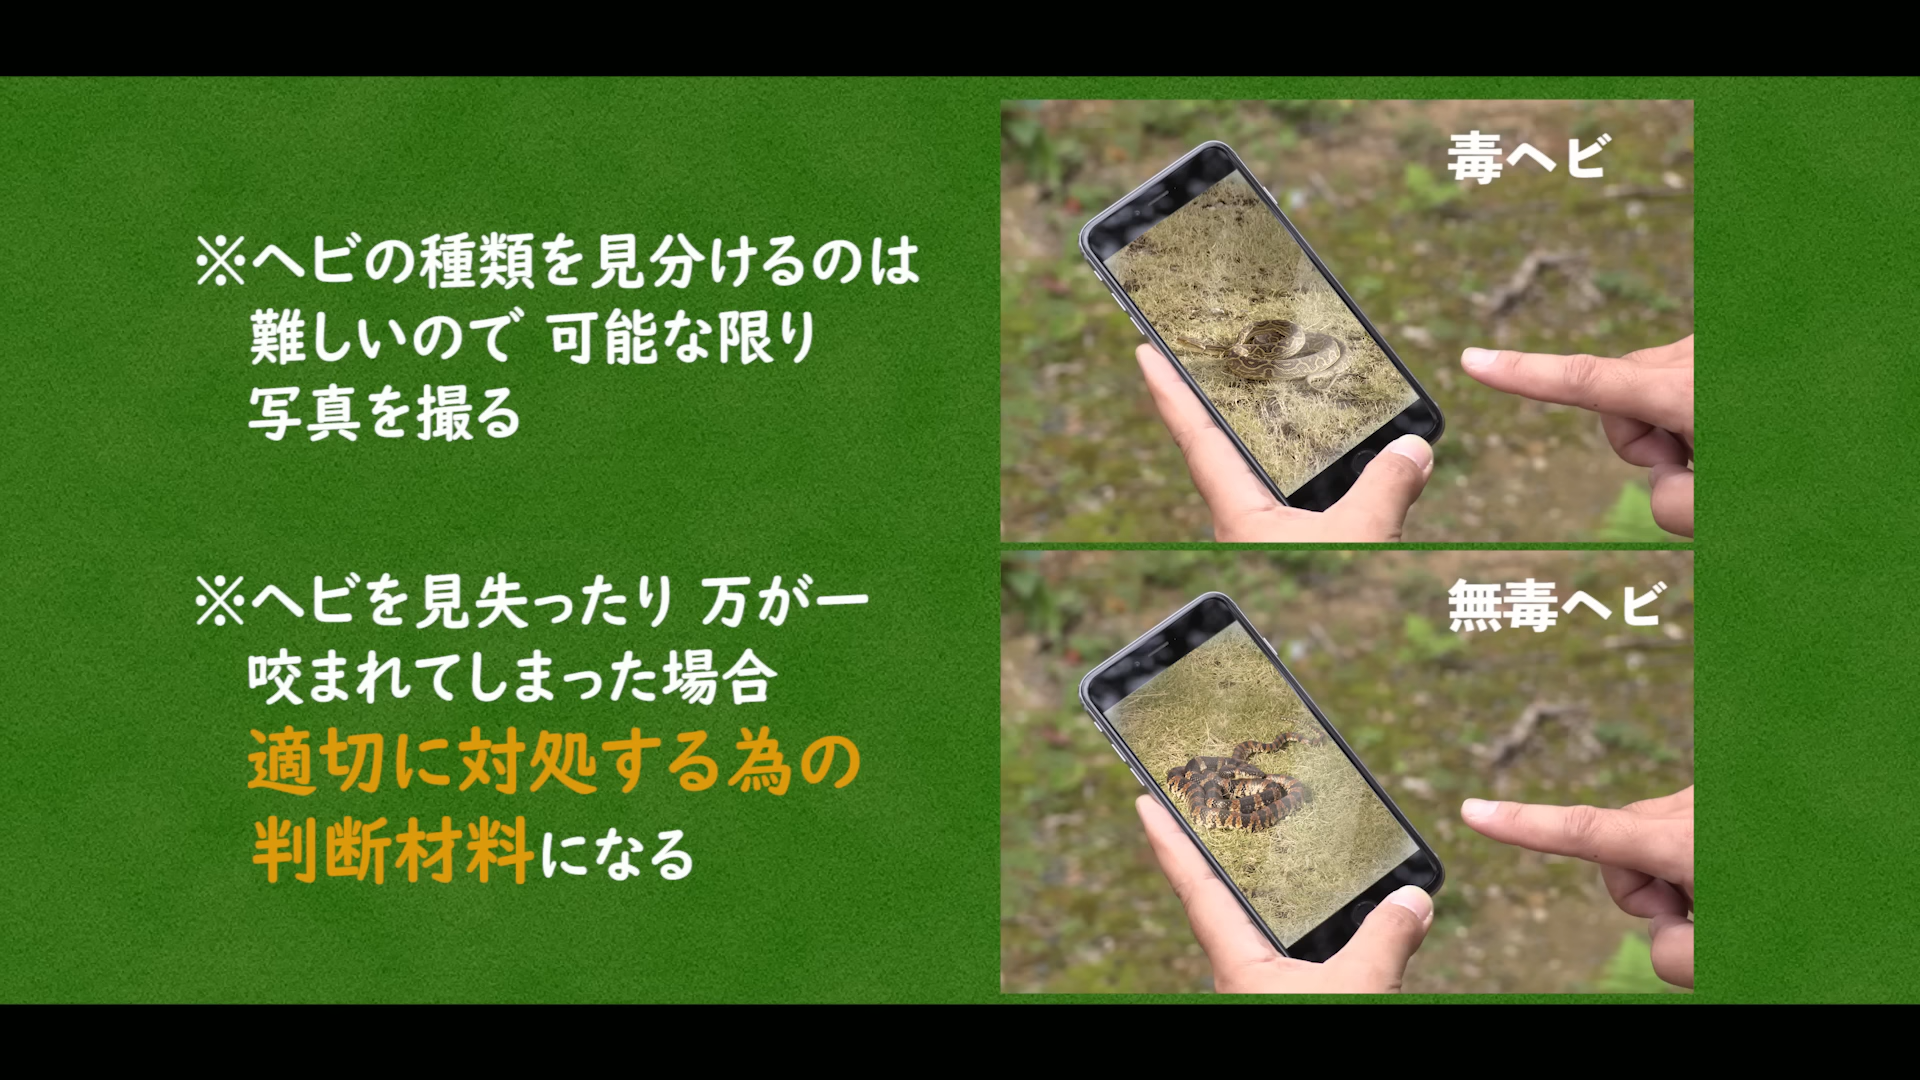 ※ヘビの種類を見分けるのは
難しいので 可能な限り
写真を撮る
※ヘビを見失ったり 万が一
咬まれてしまった場合
適切に対処する為の
判断材料になる
毒ヘビ
無毒ヘビ